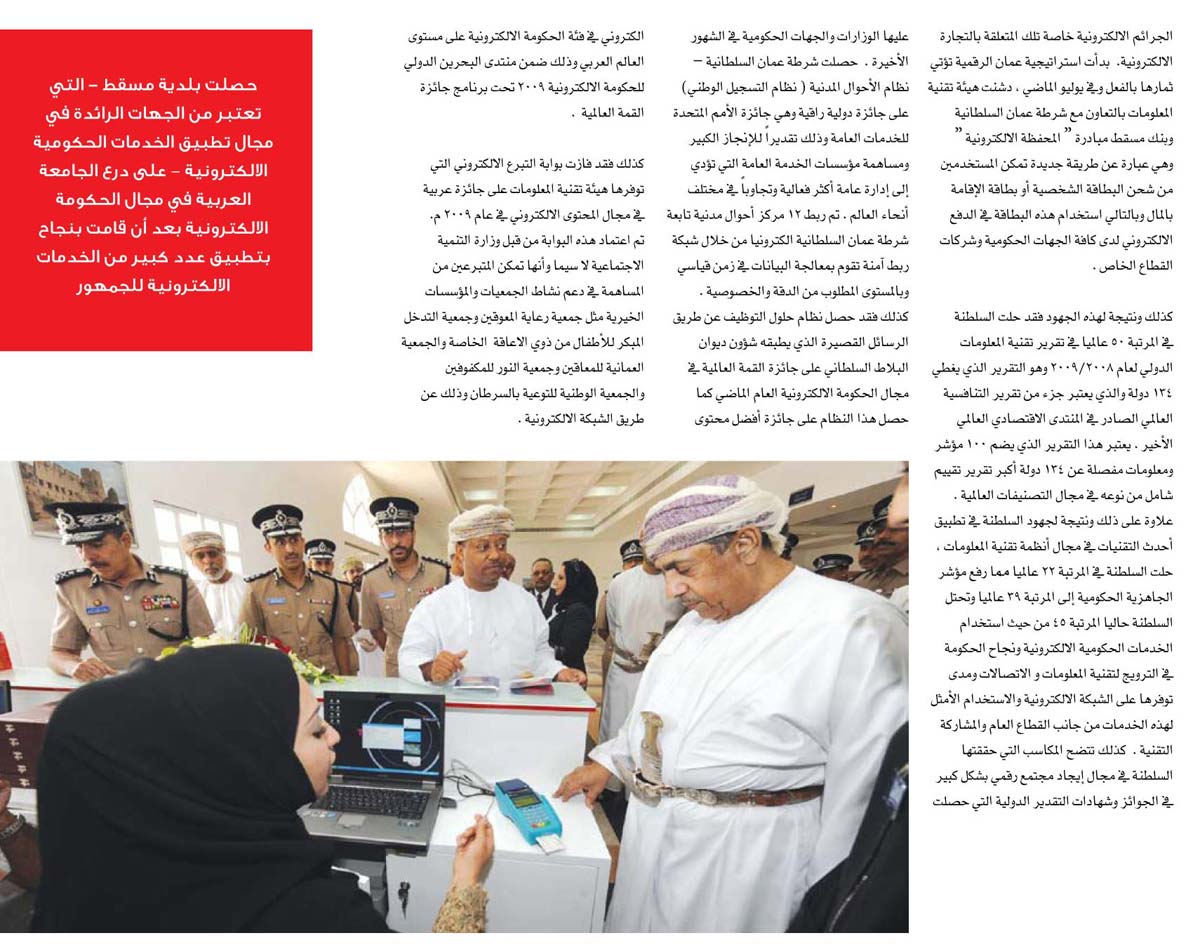 الجرائم الالكترونية خاصة تلك المتعلقة بالتجارة
الالكترونية. بدأت استراتيجية عمان الرقمية تؤتي
ثمارها بالفعل وفي يوليو الماضي ، دشنت هيئة تقنية
المعلومات بالتعاون مع شرطة عمان السلطانية
وبنك مسقط مبادرة " المحفظة الالكترونية "
وهي عبارة عن طريقة جديدة تمكن المستخدمين
من شحن البطاقة الشخصية أو بطاقة الإقامة
بالمال وبالتالي استخدام هذه البطاقة في الدفع
الالكتروني لدى كافة الجهات الحكومية وشركات
القطاع الخاص .
كذلك ونتيجة لهذه الجهود فقد حلت السلطنة
في المرتبة ٥٠ عالميا في تقرير تقنية المعلومات
الدولي لعام ٢٠٠٩/٢٠٠٨ وهو التقرير الذي يغطي
١٣٤ دولة والذي يعتبر جزء من تقرير التنافسية
العالمي الصادر في المنتدى الاقتصادي العالمي
الأخير . يعتبر هذا التقرير الذي يضم ١٠٠ مؤشر
ومعلومات مفصلة عن ١٣٤ دولة أكبر تقرير تقييم
شامل من نوعه في مجال التصنيفات العالمية .
علاوة على ذلك ونتيجة لجهود السلطنة في تطبيق
أحدث التقنيات في مجال أنظمة تقنية المعلومات ،
حلت السلطنة في المرتبة ٢٢ عالميا مما رفع مؤشر
الجاهزية الحكومية إلى المرتبة ٣٩ عالميا وتحتل
السلطنة حاليا المرتبة ٤٥ من حيث استخدام
الخدمات الحكومية الالكترونية ونجاح الحكومة
في الترويج لتقنية المعلومات و الاتصالات ومدى
توفرها على الشبكة الالكترونية والاستخدام الأمثل
لهذه الخدمات من جانب القطاع العام والمشاركة
التقنية . كذلك تتضح المكاسب التي حققتها
السلطنة في مجال إيجاد مجتمع رقمي بشكل كبير
في الجوائز وشهادات التقدير الدولية التي حصلت
عليها الوزارات والجهات الحكومية في الشهور
الأخيرة . حصلت شرطة عمان السلطانية –
نظام الأحوال المدنية ( نظام التسجيل الوطني)
على جائزة دولية راقية وهي جائزة الأمم المتحدة
للخدمات العامة وذلك تقديراً للإنجاز الكبير
ومساهمة مؤسسات الخدمة العامة التي تؤدي
إلى إدارة عامة أكثر فعالية وتجاوباً في مختلف
أنحاء العالم . تم ربط ١٢ مركز أحوال مدنية تابعة
شرطة عمان السلطانية الكترونيا من خلال شبكة
ربط آمنة تقوم بمعالجة البيانات في زمن قياسي
وبالمستوى المطلوب من الدقة والخصوصية .
كذلك فقد حصل نظام حلول التوظيف عن طريق
الرسائل القصيرة الذي يطبقه شؤون ديوان
البلاط السلطاني على جائزة القمة العالمية في
مجال الحكومة الالكترونية العام الماضي كما
حصل هذا النظام على جائزة أفضل محتوى
الكتروني في فئة الحكومة الالكترونية على مستوى
العالم العربي وذلك ضمن منتدى البحرين الدولي
للحكومة الالكترونية ٢٠٠٩ تحت برنامج جائزة
القمة العالمية .
كذلك فقد فازت بوابة التبرع الالكتروني التي
توفرها هيئة تقنية المعلومات على جائزة عربية
في مجال المحتوى الالكتروني في عام ٢٠٠٩ م.
تم اعتماد هذه البوابة من قبل وزارة التنمية
الاجتماعية لا سيما وأنها تمكن المتبرعين من
المساهمة في دعم نشاط الجمعيات والمؤسسات
الخيرية مثل جمعية رعاية المعوقين وجمعية التدخل
المبكر للأطفال من ذوي الاعاقة الخاصة والجمعية
العمانية للمعاقين وجمعية النور للمكفوفين
والجمعية الوطنية للتوعية بالسرطان وذلك عن
طريق الشبكة الالكترونية .
حصلت بلدية مسقط – التي
تعتبر من الجهات الرائدة في
مجال تطبيق الخدمات الحكومية
الالكترونية – على درع الجامعة
العربية في مجال الحكومة
الالكترونية بعد أن قامت بنجاح
بتطبيق عدد كبير من الخدمات
الالكترونية للجمهور